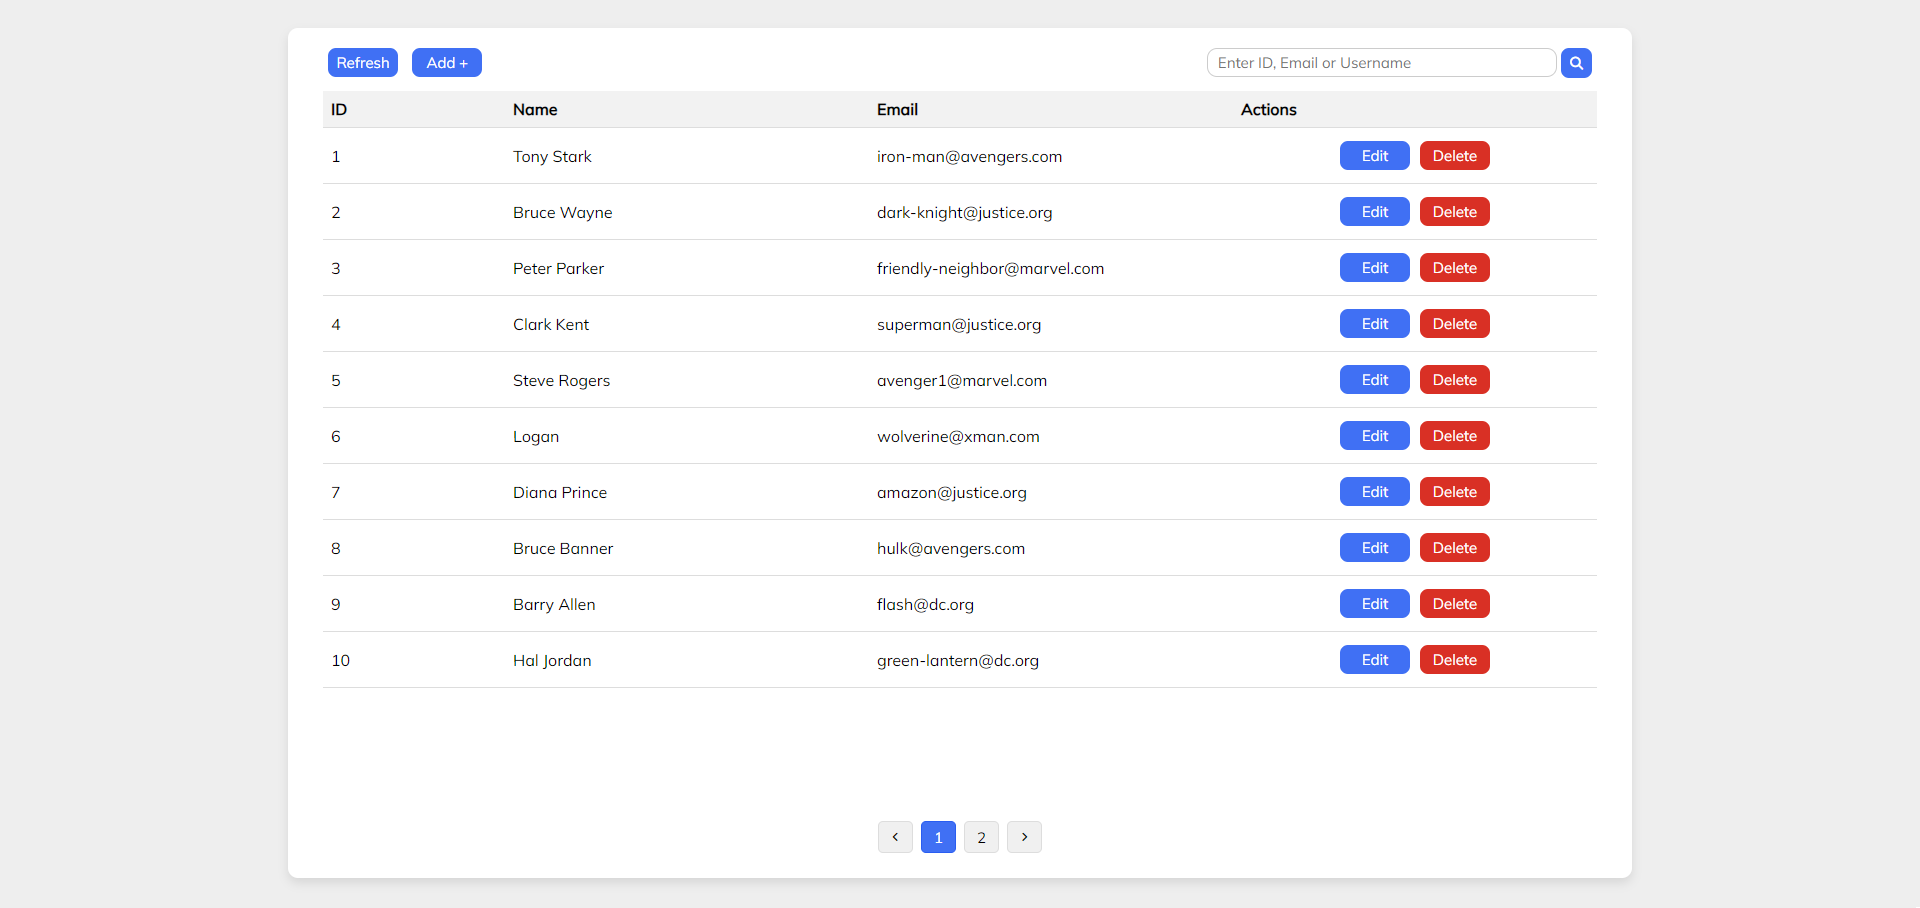 Refresh Add + Enter ID, Email or Username
ID Name Email Actions
1 Tony Stark iron-man@avengers.com Edit Delete
2 Bruce Wayne dark-knight@justice.org Edit Delete
3 Peter Parker friendly-neighbor@marvel.com Edit Delete
4 Clark Kent superman@justice.org Edit Delete
5 Steve Rogers avenger1@marvel.com Edit Delete
6 Logan wolverine@xman.com Edit Delete
7 Diana Prince amazon@justice.org Edit Delete
8 Bruce Banner hulk@avengers.com Edit Delete
9 Barry Allen flash@dc.org Edit Delete
10 Hal Jordan green-lantern@dc.org Edit Delete
1 2